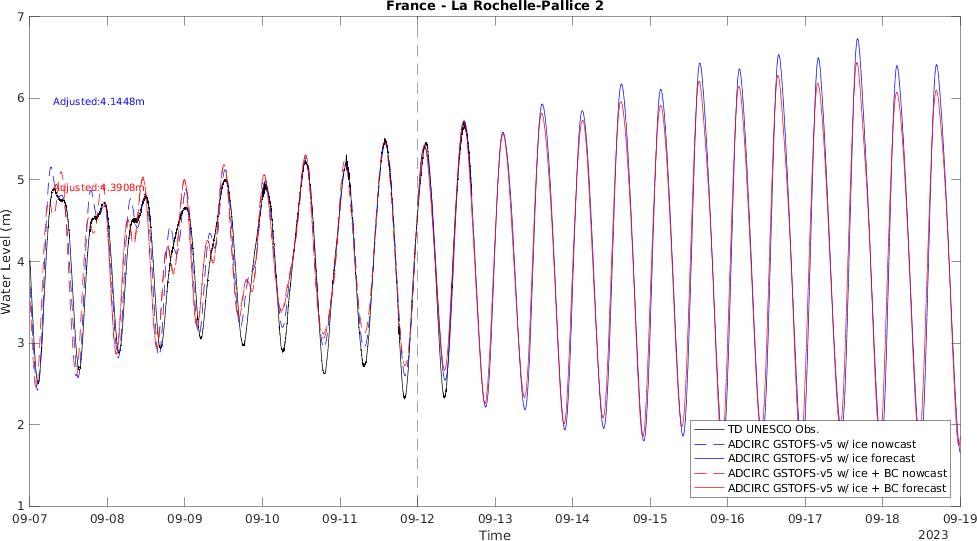 France - La Rochelle-Pallice 2
7
6
5
4
3
2
1
Water Level (m)
Adjusted:4.1448m
Adjusted:4.3908m
TD UNESCO Obs.
ADCIRC GSTOFS-v5 w/ ice nowcast
ADCIRC GSTOFS-v5 w/ ice forecast
ADCIRC GSTOFS-v5 w/ ice + BC nowcast
ADCIRC GSTOFS-v5 w/ ice + BC forecast
09-07 09-08 09-09 09-10 09-11 09-12 09-13 09-14 09-15 09-16 09-17 09-18 09-19
Time
2023